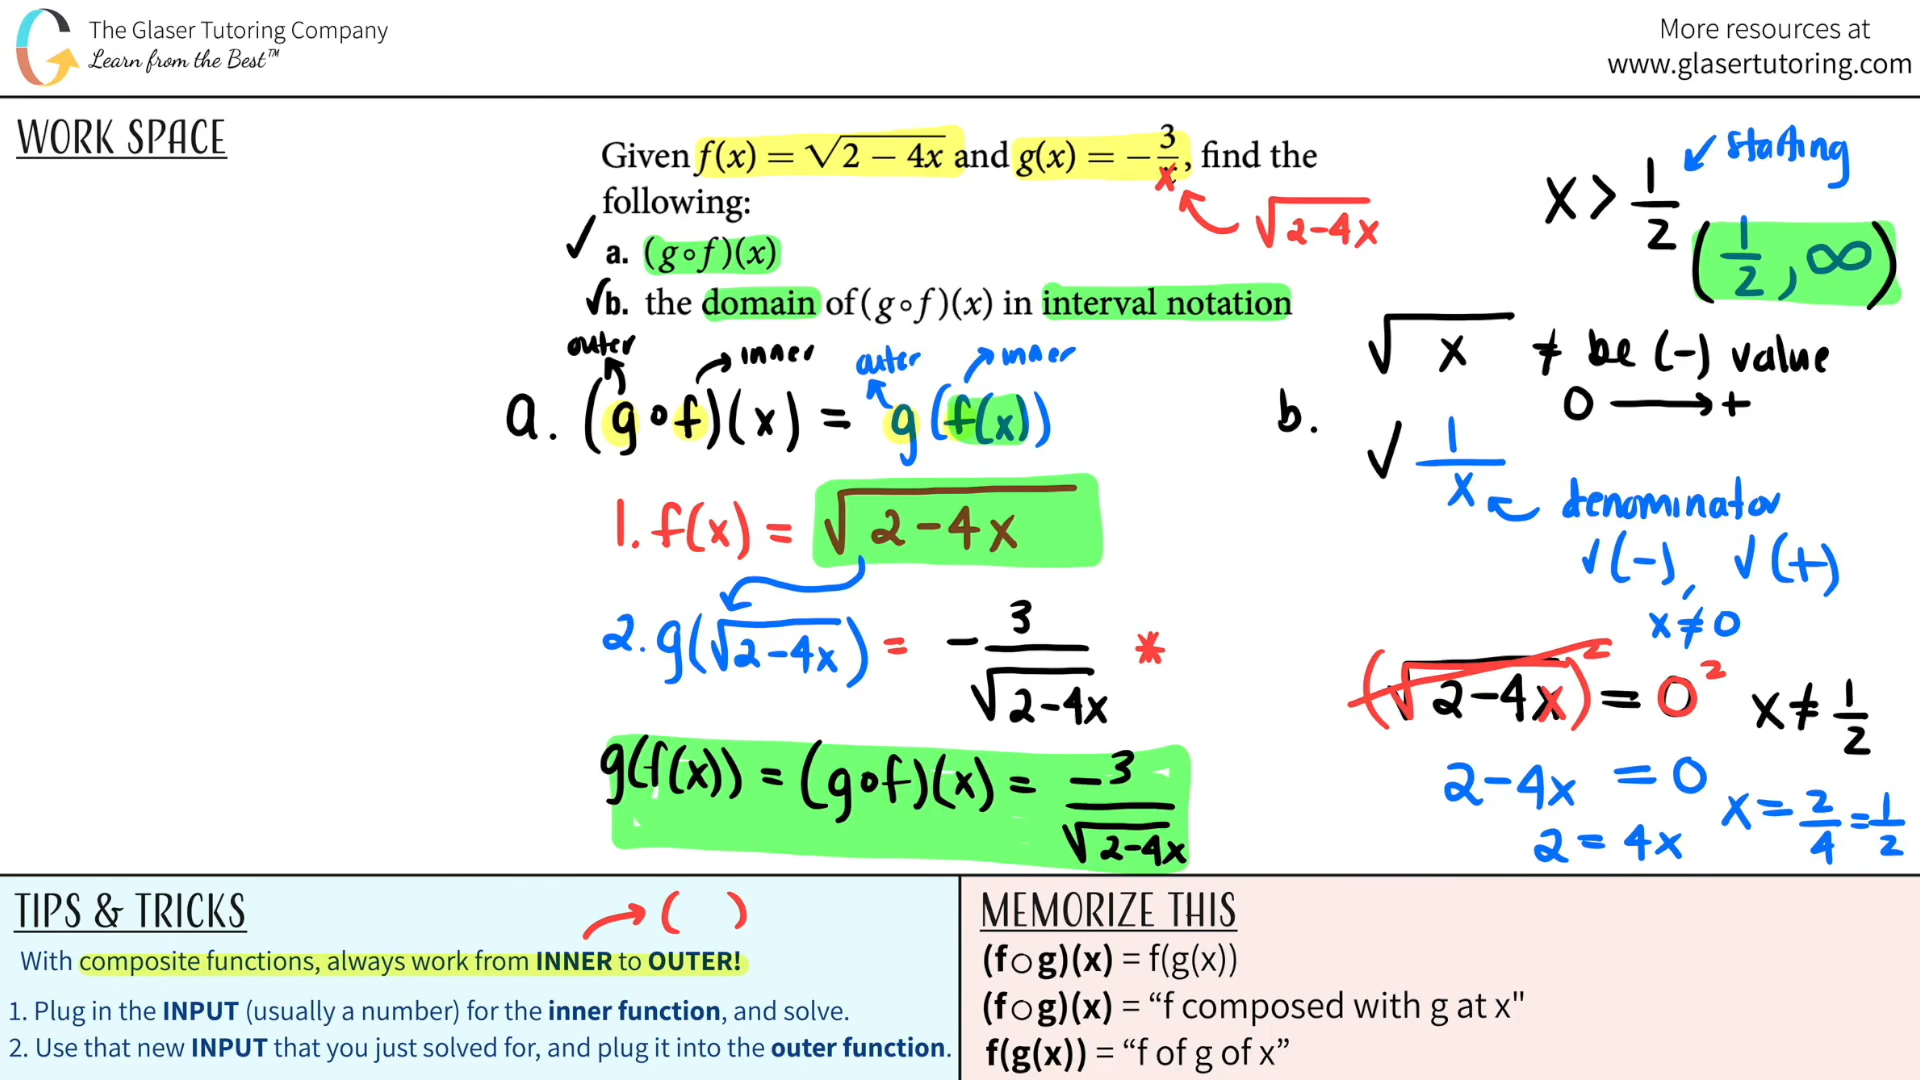 The Glaser Tutoring Company
Learn from the Best™
More resources at
www.glasertutoring.com
WORK SPACE
Given f(x) = √2 − 4x and g(x) = − 3/x, find the
following:
√2-4x
✓ a. (g∘f)(x)
✓b. the domain of (g∘f)(x) in interval notation
outer inner outer inner
a. (g∘f)(x) = g(f(x))
1. f(x) = √2-4x
2. g(√2-4x) = - 3/√2-4x *
g(f(x)) = (g∘f)(x) = -3/√2-4x
starting
x > 1/2
(1/2, ∞)
√x ≠ be (-) value
0 → +
b.
√ 1/x
denominator
√(-), √(+)
x≠0
(√2-4x)² = 0² x ≠ 1/2
2-4x = 0
2 = 4x
x = 2/4 = 1/2
TIPS & TRICKS
→ ( )
With composite functions, always work from INNER to OUTER!
1. Plug in the INPUT (usually a number) for the inner function, and solve.
2. Use that new INPUT that you just solved for, and plug it into the outer function.
MEMORIZE THIS
(f○g)(x) = f(g(x))
(f○g)(x) = “f composed with g at x"
f(g(x)) = “f of g of x”